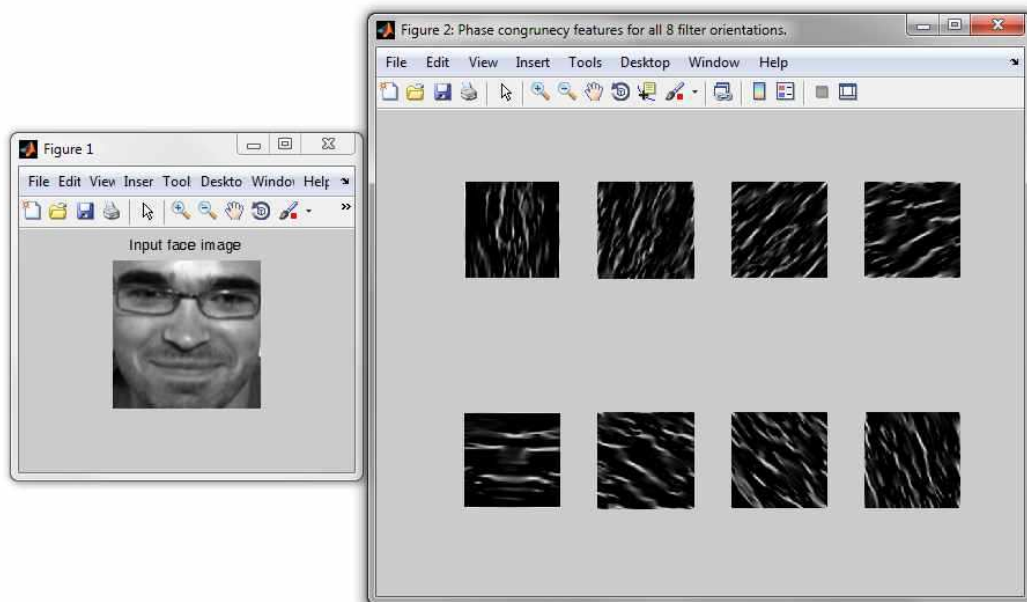 Figure 1
File Edit View Inser Tool Deskto Windo Help
Input face image
Figure 2: Phase congrunecy features for all 8 filter orientations.
File Edit View Insert Tools Desktop Window Help